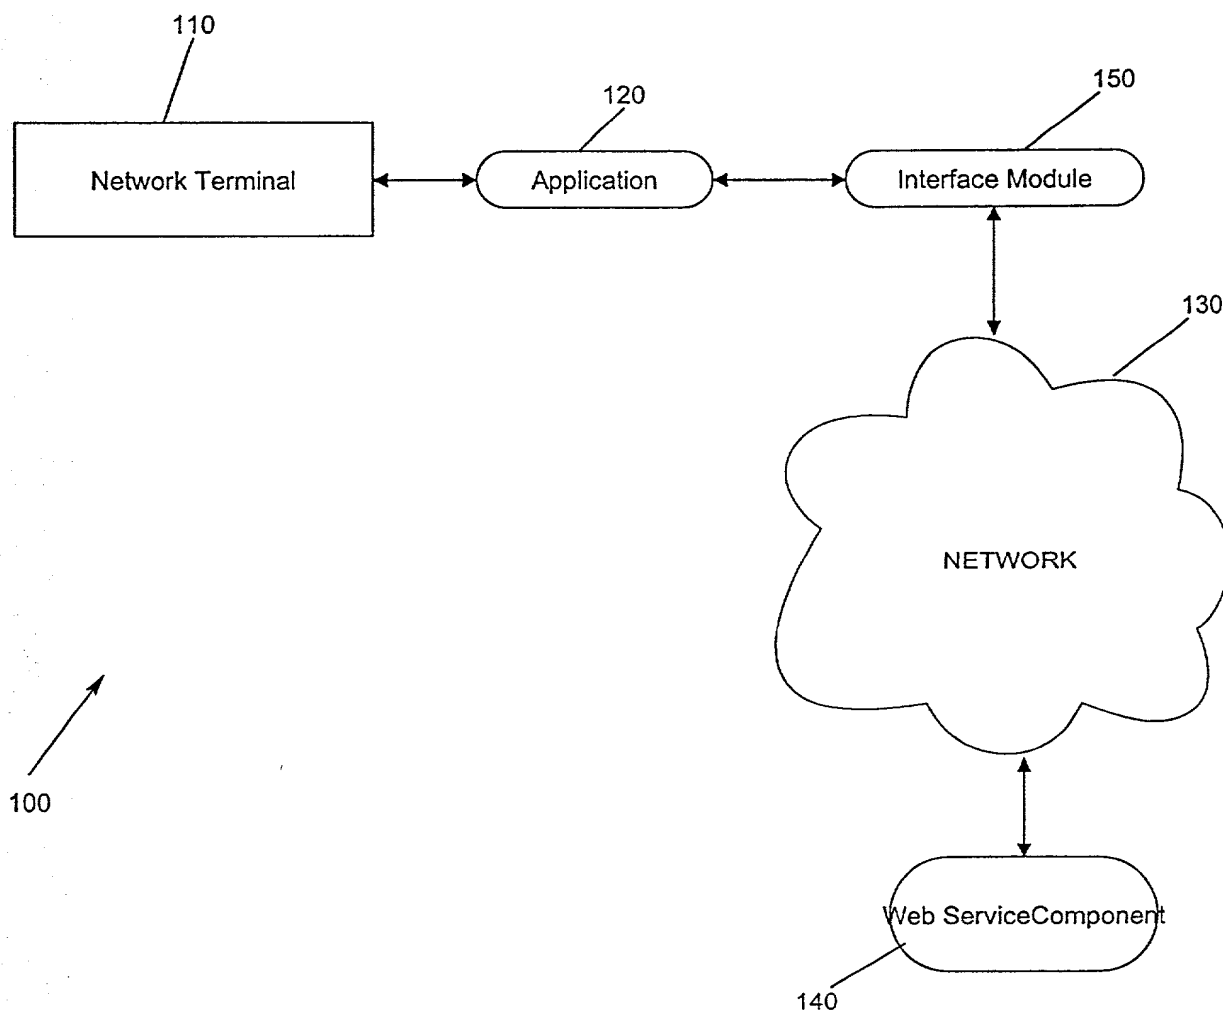 110
120
150
Network Terminal
Application
Interface Module
130
NETWORK
100
Web ServiceComponent
140